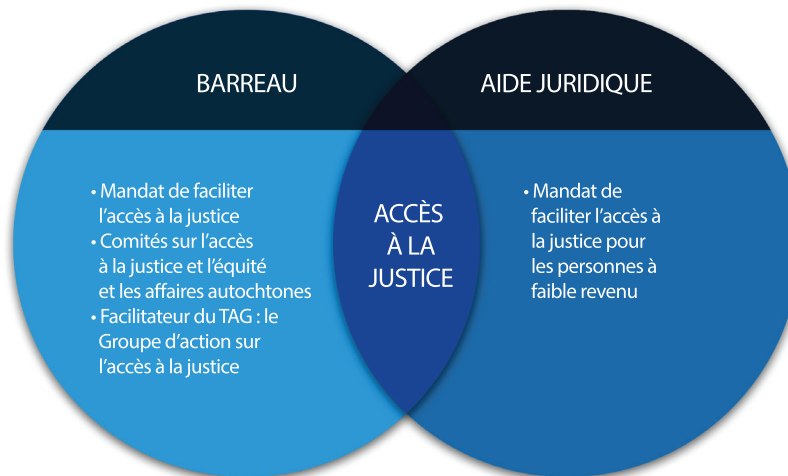 BARREAU
AIDE JURIDIQUE
• Mandat de faciliter
l'accès à la justice
• Comités sur l'accès
à la justice et l'équité
et les affaires autochtones
• Facilitateur du TAG : le
Groupe d'action sur
l'accès à la justice
ACCÈS
À LA
JUSTICE
• Mandat de
faciliter l'accès à
la justice pour
les personnes à
faible revenu